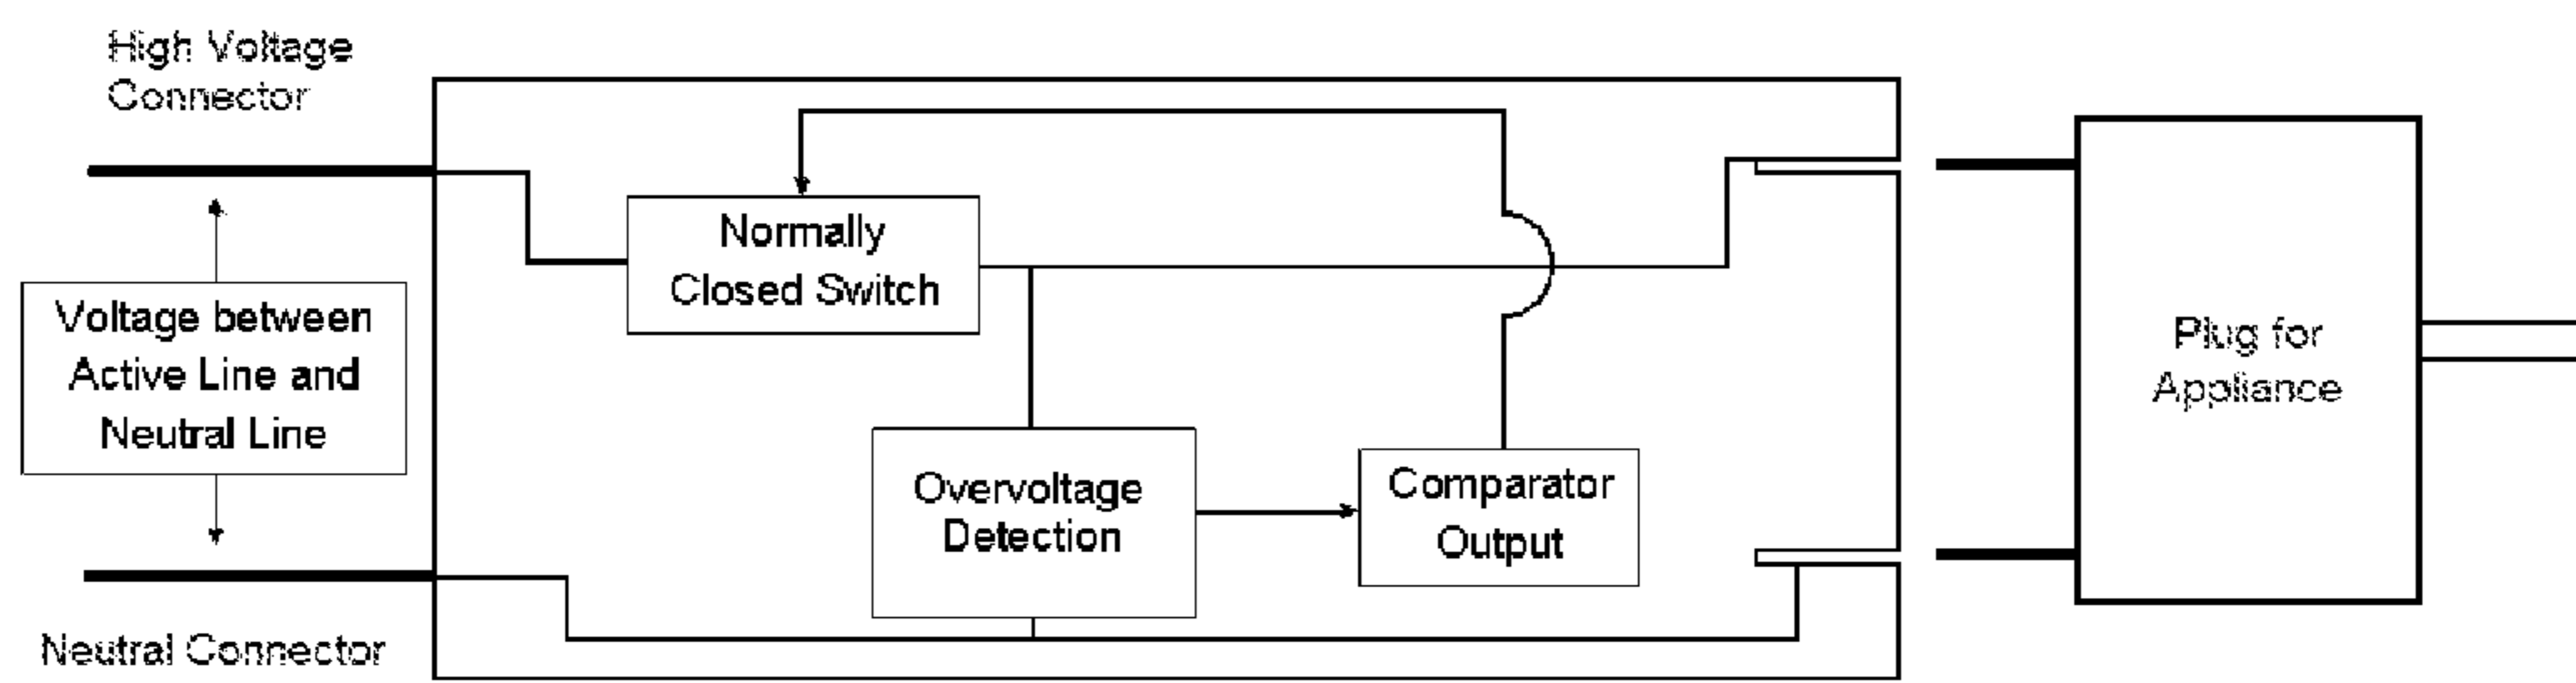 High Voltage
Connector
Normally
Closed Switch
Voltage between
Active Line and
Neutral Line
Plug for
Appliance
Overvoltage
Detection
Comparator
Output
Neutral Connector